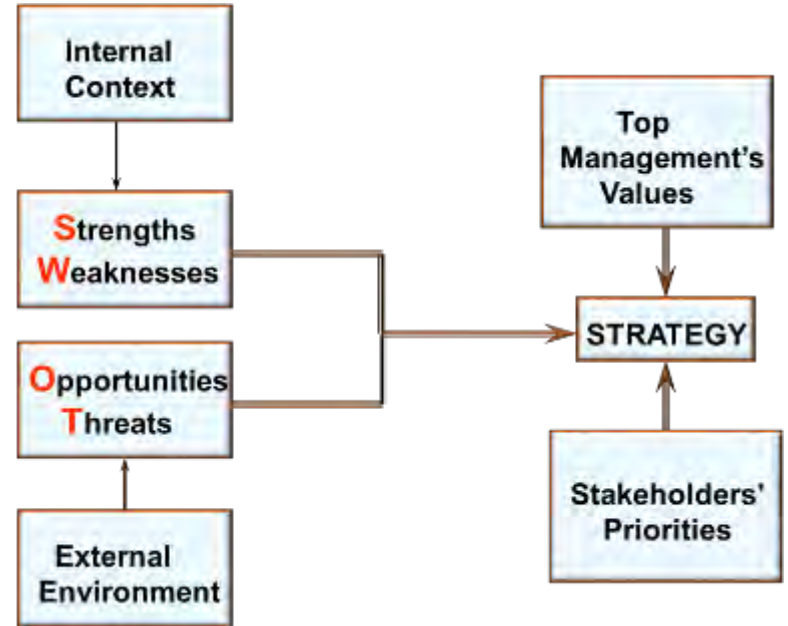 Internal
Context
Strengths
Weaknesses
Opportunities
Threats
External
Environment
Top
Management's
Values
STRATEGY
Stakeholders'
Priorities